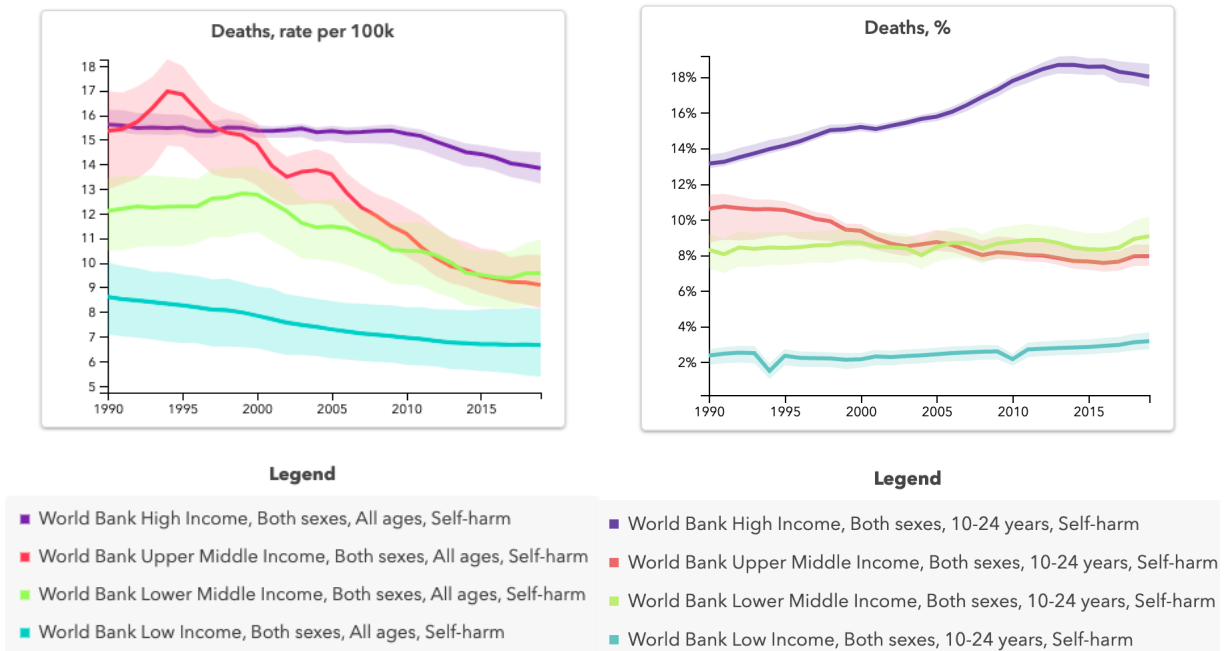 Deaths, rate per 100k
18
17
16
15
14
13
12
11
10
9
8
7
6
5
1990
1995
2000
2005
2010
2015
Legend
World Bank High Income, Both sexes, All ages, Self-harm
World Bank Upper Middle Income, Both sexes, All ages, Self-harm
World Bank Lower Middle Income, Both sexes, All ages, Self-harm
World Bank Low Income, Both sexes, All ages, Self-harm
Deaths, %
18%
16%
14%
12%
10%
8%
6%
4%
2%
1990
1995
2000
2005
2010
2015
Legend
World Bank High Income, Both sexes, 10-24 years, Self-harm
World Bank Upper Middle Income, Both sexes, 10-24 years, Self-harm
World Bank Lower Middle Income, Both sexes, 10-24 years, Self-harm
World Bank Low Income, Both sexes, 10-24 years, Self-harm